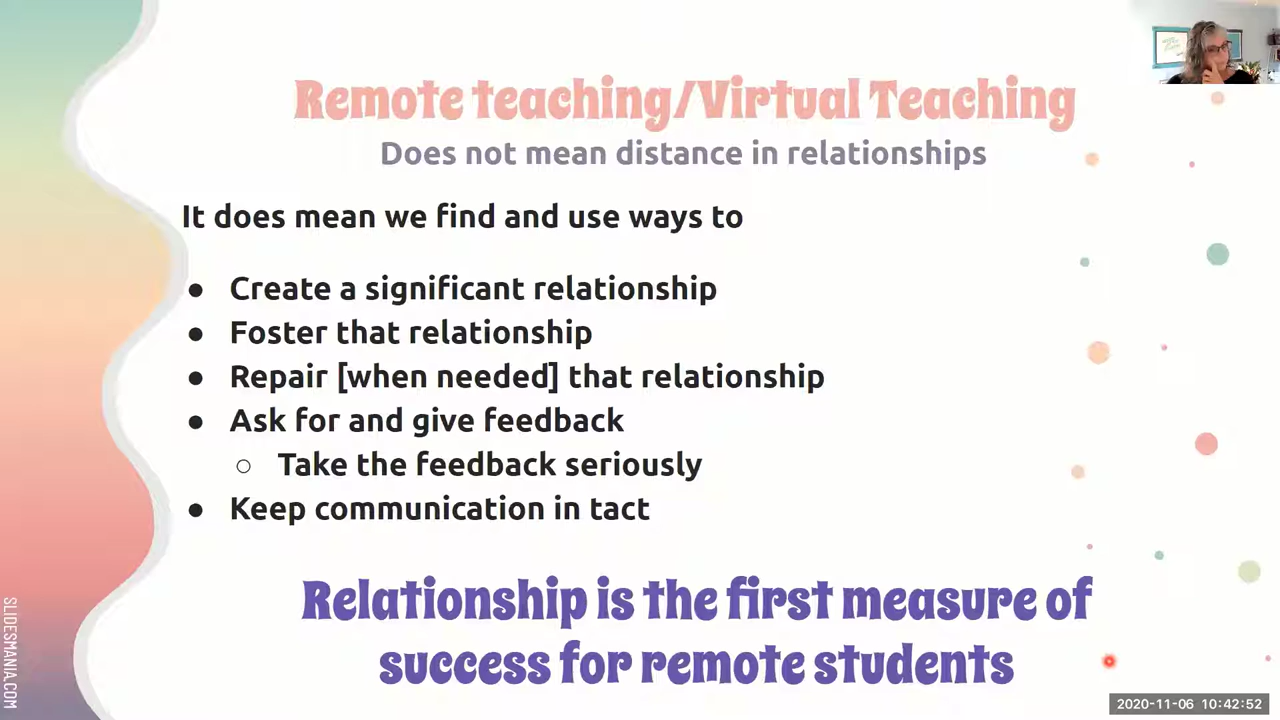 Remote teaching/Virtual Teaching
Does not mean distance in relationships
It does mean we find and use ways to
● Create a significant relationship
● Foster that relationship
● Repair [when needed] that relationship
● Ask for and give feedback
○ Take the feedback seriously
● Keep communication in tact
Relationship is the first measure of
success for remote students
SLIDESMANIA.COM
2020-11-06 10:42:52